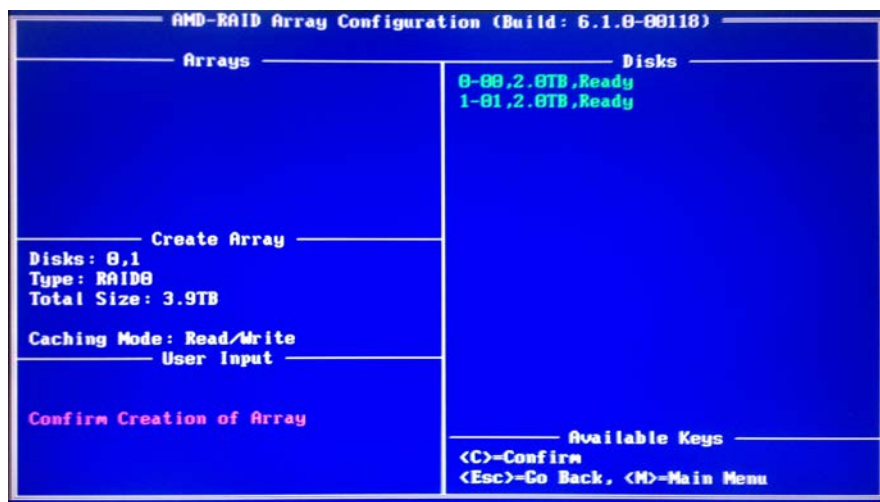 AMD-RAID Array Configuration (Build: 6.1.0-00118)
Arrays
Disks
0-00,2.0TB,Ready
1-01,2.0TB,Ready
Create Array
Disks: 0,1
Type: RAID0
Total Size: 3.9TB
Caching Mode: Read/Write
User Input
Confirm Creation of Array
Available Keys
<C>=Confirm
<Esc>=Go Back, <M>=Main Menu